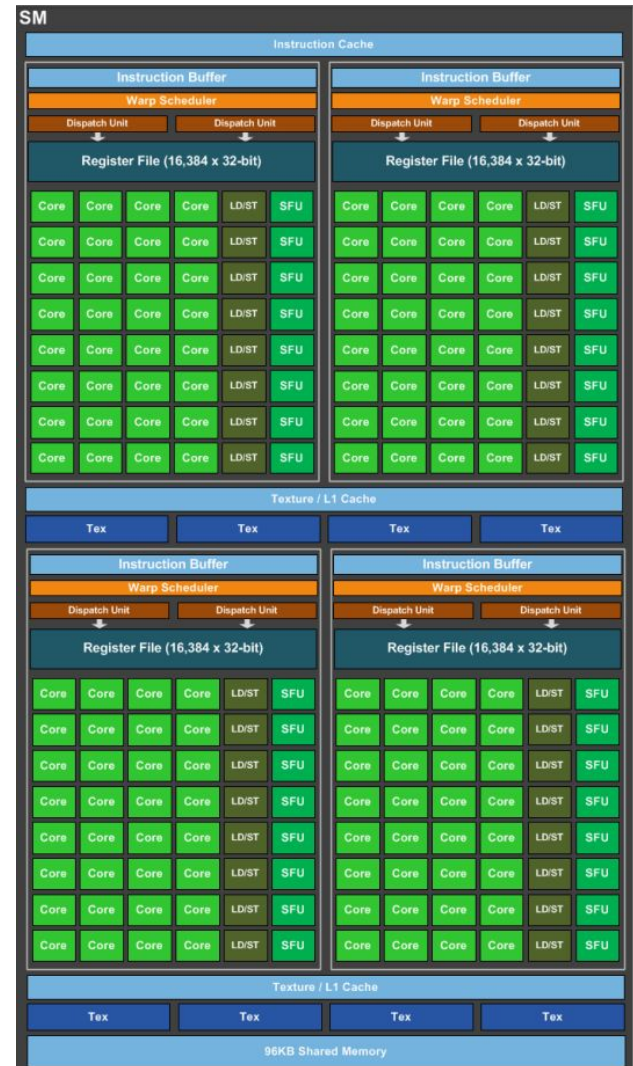 SM
Instruction Cache
Instruction Buffer Instruction Buffer
Warp Scheduler Warp Scheduler
Dispatch Unit Dispatch Unit Dispatch Unit Dispatch Unit
Register File (16,384 x 32-bit) Register File (16,384 x 32-bit)
Core Core Core Core LD/ST SFU Core Core Core Core LD/ST SFU
Core Core Core Core LD/ST SFU Core Core Core Core LD/ST SFU
Core Core Core Core LD/ST SFU Core Core Core Core LD/ST SFU
Core Core Core Core LD/ST SFU Core Core Core Core LD/ST SFU
Core Core Core Core LD/ST SFU Core Core Core Core LD/ST SFU
Core Core Core Core LD/ST SFU Core Core Core Core LD/ST SFU
Core Core Core Core LD/ST SFU Core Core Core Core LD/ST SFU
Core Core Core Core LD/ST SFU Core Core Core Core LD/ST SFU
Texture / L1 Cache
Tex Tex Tex Tex
Instruction Buffer Instruction Buffer
Warp Scheduler Warp Scheduler
Dispatch Unit Dispatch Unit Dispatch Unit Dispatch Unit
Register File (16,384 x 32-bit) Register File (16,384 x 32-bit)
Core Core Core Core LD/ST SFU Core Core Core Core LD/ST SFU
Core Core Core Core LD/ST SFU Core Core Core Core LD/ST SFU
Core Core Core Core LD/ST SFU Core Core Core Core LD/ST SFU
Core Core Core Core LD/ST SFU Core Core Core Core LD/ST SFU
Core Core Core Core LD/ST SFU Core Core Core Core LD/ST SFU
Core Core Core Core LD/ST SFU Core Core Core Core LD/ST SFU
Core Core Core Core LD/ST SFU Core Core Core Core LD/ST SFU
Core Core Core Core LD/ST SFU Core Core Core Core LD/ST SFU
Texture / L1 Cache
Tex Tex Tex Tex
96KB Shared Memory